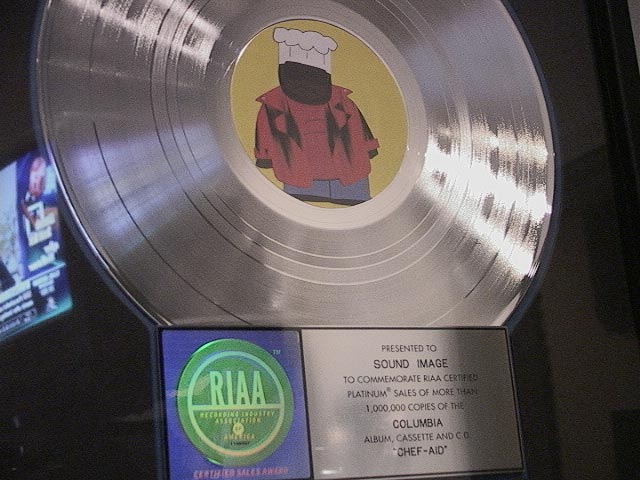 RIAA
RECORDING INDUSTRY
ASSOCIATION
OF
AMERICA
TM
CERTIFIED SALES AWARD
PRESENTED TO
SOUND IMAGE
TO COMMEMORATE RIAA CERTIFIED
PLATINUM® SALES OF MORE THAN
1,000,000 COPIES OF THE
COLUMBIA
ALBUM, CASSETTE AND C.D.
"CHEF-AID"